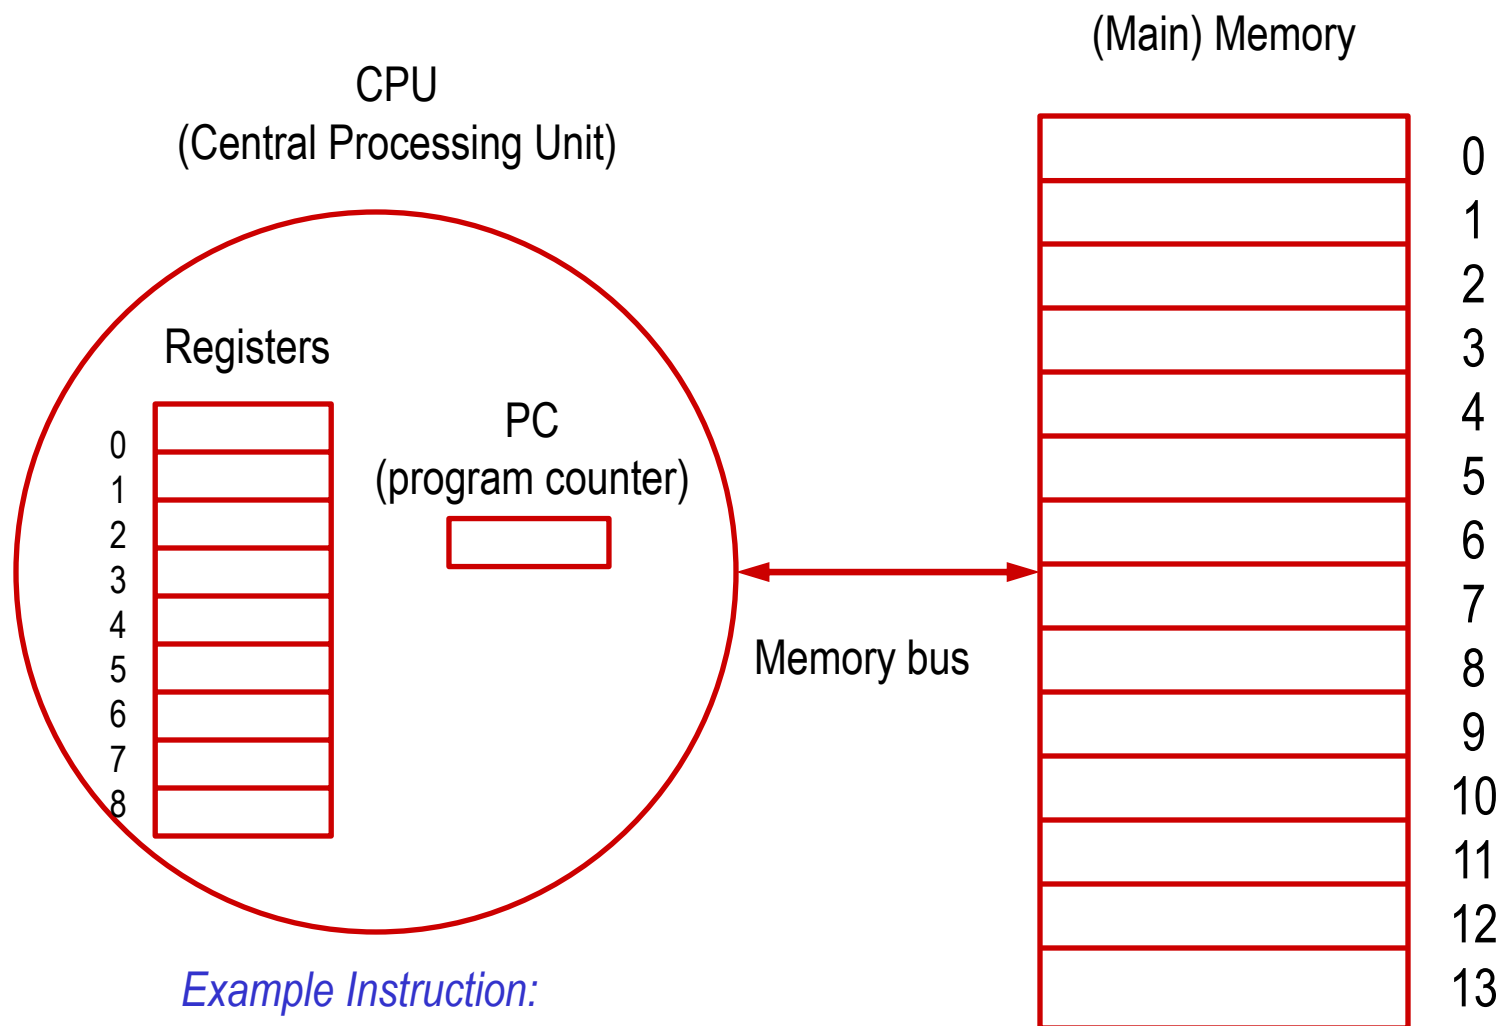 (Main) Memory
CPU
(Central Processing Unit)
Registers
0
1
2
3
4
5
6
7
8
PC
(program counter)
Memory bus
0
1
2
3
4
5
6
7
8
9
10
11
12
13
Example Instruction: